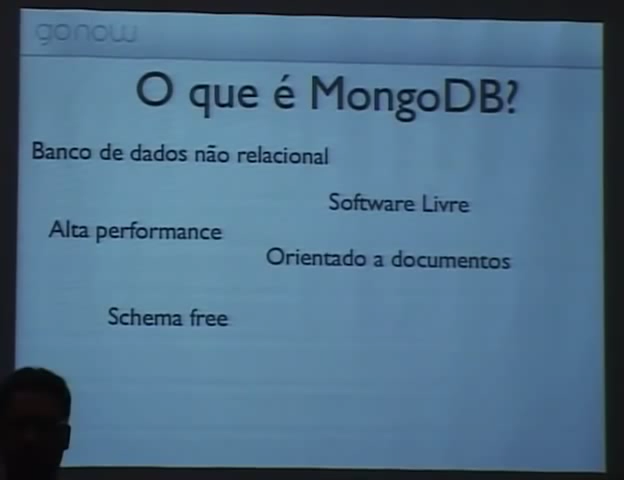 gonow
O que é MongoDB?
Banco de dados não relacional
Software Livre
Alta performance
Orientado a documentos
Schema free